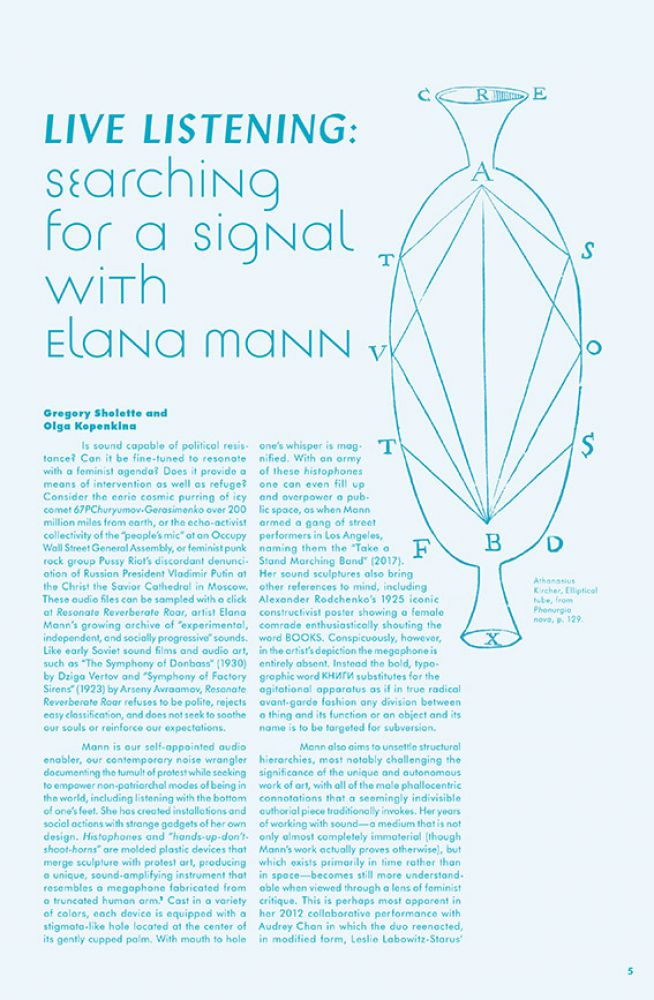 LIVE LISTENING:
searching
for a signal
with
Elana Mann
Gregory Sholette and
Olga Kopenkina
Is sound capable of political resis-
tance? Can it be fine-tuned to resonate
with a feminist agenda? Does it provide a
means of intervention as well as refuge?
Consider the eerie cosmic purring of icy
comet 67PChuryumov-Gerasimenko over 200
million miles from earth, or the echo-activist
collectivity of the "people's mic" at an Occupy
Wall Street General Assembly, or feminist punk
rock group Pussy Riot's discordant denunci-
ation of Russian President Vladimir Putin at
the Christ the Savior Cathedral in Moscow.
These audio files can be sampled with a click
at Resonate Reverberate Roar, artist Elana
Mann's growing archive of "experimental,
independent, and socially progressive" sounds.
Like early Soviet sound films and audio art,
such as "The Symphony of Donbass" (1930)
by Dziga Vertov and "Symphony of Factory
Sirens" (1923) by Arseny Avraamov, Resonate
Reverberate Roar refuses to be polite, rejects
easy classification, and does not seek to soothe
our souls or reinforce our expectations.
Mann is our self-appointed audio
enabler, our contemporary noise wrangler
documenting the tumult of protest while seeking
to empower non-patriarchal modes of being in
the world, including listening with the bottom
of one's feet. She has created installations and
social actions with strange gadgets of her own
design. Histophones and "hands-up-don't-
shoot-horns" are molded plastic devices that
merge sculpture with protest art, producing
a unique, sound-amplifying instrument that
resembles a megaphone fabricated from
a truncated human arm. Cast in a variety
of colors, each device is equipped with a
stigmata-like hole located at the center of
its gently cupped palm. With mouth to hole
one's whisper is mag-
nified. With an army
of these histophones
one can even fill up
and overpower a pub-
lic space, as when Mann
armed a gang of street
performers in Los Angeles,
naming them the "Take a
Stand Marching Band" (2017).
Her sound sculptures also bring
other references to mind, including
Alexander Rodchenko's 1925 iconic
constructivist poster showing a female
comrade enthusiastically shouting the
word BOOKS. Conspicuously, however,
in the artist's depiction the megaphone is
entirely absent. Instead the bold, typo-
graphic word КНИГИ substitutes for the
agitational apparatus as if in true radical
avant-garde fashion any division between
a thing and its function or an object and its
name is to be targeted for subversion.
Mann also aims to unsettle structural
hierarchies, most notably challenging the
significance of the unique and autonomous
work of art, with all of the male phallocentric
connotations that a seemingly indivisible
authorial piece traditionally invokes. Her years
of working with sound—a medium that is not
only almost completely immaterial (though
Mann's work actually proves otherwise), but
which exists primarily in time rather than
in space—becomes still more understand-
able when viewed through a lens of feminist
critique. This is perhaps most apparent in
her 2012 collaborative performance with
Audrey Chan in which the duo reenacted,
in modified form, Leslie Labowitz-Starus'
C R E
A
T S
V O
T S
F B D
X
Athanasius
Kircher, Elliptical
tube, from
Phonurgia
nova, p. 129.
5